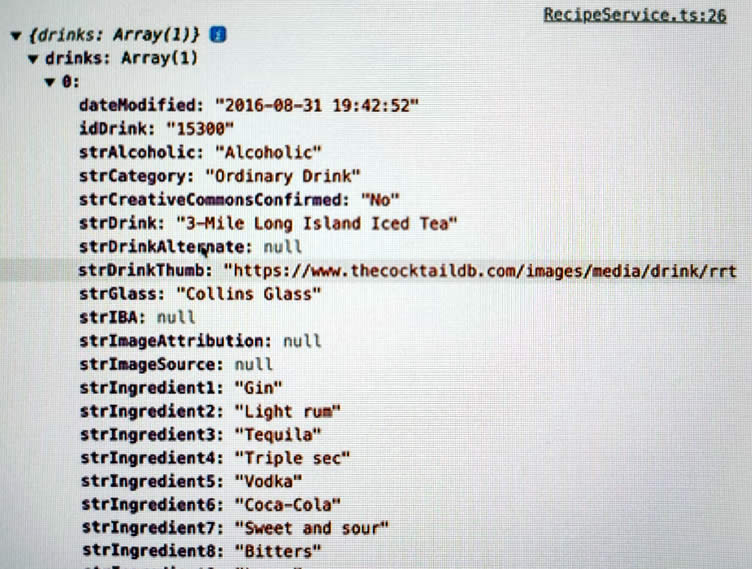 RecipeService.ts:26
▼ {drinks: Array(1)} i
▼ drinks: Array(1)
▼ 0:
dateModified: "2016-08-31 19:42:52"
idDrink: "15300"
strAlcoholic: "Alcoholic"
strCategory: "Ordinary Drink"
strCreativeCommonsConfirmed: "No"
strDrink: "3-Mile Long Island Iced Tea"
strDrinkAlternate: null
strDrinkThumb: "https://www.thecocktaildb.com/images/media/drink/rrt
strGlass: "Collins Glass"
strIBA: null
strImageAttribution: null
strImageSource: null
strIngredient1: "Gin"
strIngredient2: "Light rum"
strIngredient3: "Tequila"
strIngredient4: "Triple sec"
strIngredient5: "Vodka"
strIngredient6: "Coca-Cola"
strIngredient7: "Sweet and sour"
strIngredient8: "Bitters"